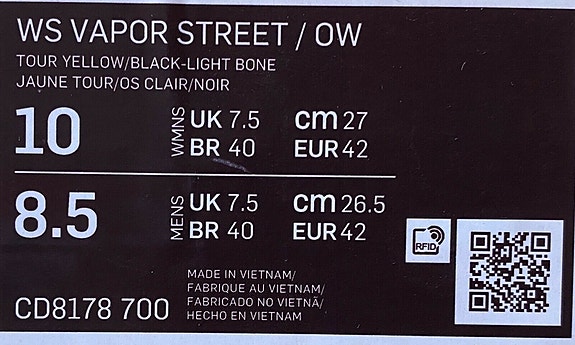 WS VAPOR STREET / OW
TOUR YELLOW/BLACK-LIGHT BONE
JAUNE TOUR/OS CLAIR/NOIR
10 WMNS UK 7.5 cm 27
BR 40 EUR 42
8.5 MENS UK 7.5 cm 26.5
BR 40 EUR 42
RFID
MADE IN VIETNAM/
FABRIQUE AU VIETNAM/
FABRICADO NO VIETNÃ/
HECHO EN VIETNAM
CD8178 700